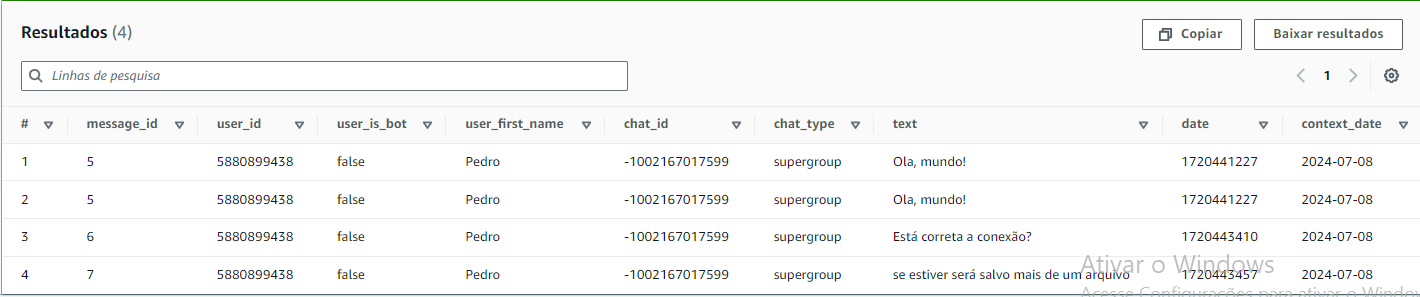 Resultados (4)
Copiar
Baixar resultados
Linhas de pesquisa
1
# message_id user_id user_is_bot user_first_name chat_id chat_type text date context_date
1 5 5880899438 false Pedro -1002167017599 supergroup Ola, mundo! 1720441227 2024-07-08
2 5 5880899438 false Pedro -1002167017599 supergroup Ola, mundo! 1720441227 2024-07-08
3 6 5880899438 false Pedro -1002167017599 supergroup Está correta a conexão? 1720443410 2024-07-08
4 7 5880899438 false Pedro -1002167017599 supergroup se estiver será salvo mais de um arquivo 1720443457 2024-07-08
Ativar o Windows
Acesse Configurações para ativar o Windows